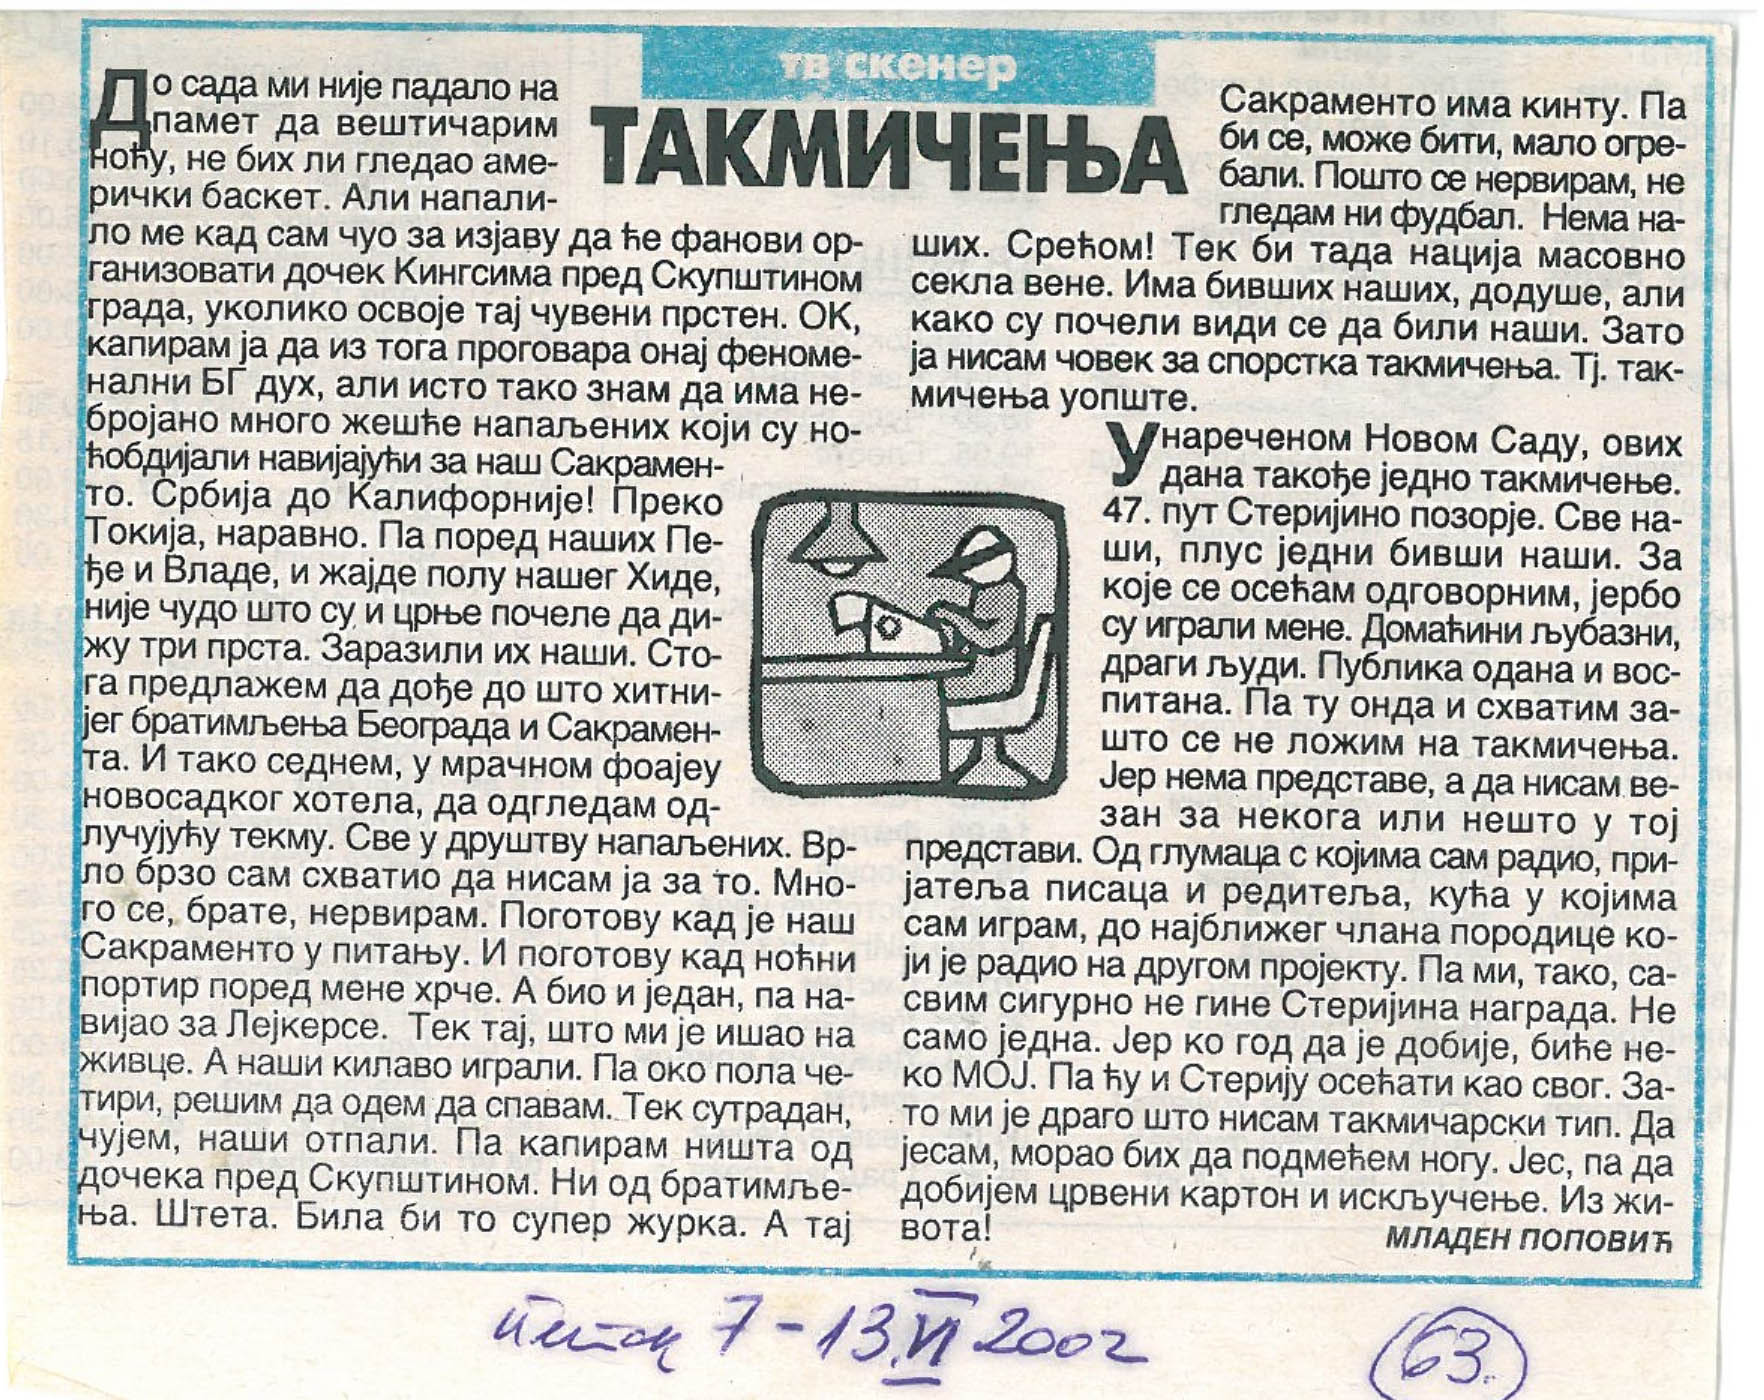 тв скенер
ТАКМИЧЕЊА
До сада ми није падало на
памет да вештичарим
ноћу, не бих ли гледао аме-
рички баскет. Али напали-
ло ме кад сам чуо за изјаву да ће фанови ор-
ганизовати дочек Кингсима пред Скупштином
града, уколико освоје тај чувени прстен. ОК,
капирам ја да из тога проговара онај феноме-
нални БГ дух, али исто тако знам да има не-
бројано много жешће напаљених који су но-
ћобдијали навијајући за наш Сакрамен-
то. Србија до Калифорније! Преко
Токија, наравно. Па поред наших Пе-
ђе и Владе, и жајде полу нашег Хиде,
није чудо што су и црње почеле да ди-
жу три прста. Заразили их наши. Сто-
га предлажем да дође до што хитни-
јег братимљења Београда и Сакрамен-
та. И тако седнем, у мрачном фоајеу
новосадког хотела, да одгледам од-
лучујућу текму. Све у друштву напаљених. Вр-
ло брзо сам схватио да нисам ја за то. Мно-
го се, брате, нервирам. Поготову кад је наш
Сакраменто у питању. И поготову кад ноћни
портир поред мене хрче. А био и један, па на-
вијао за Лејкерсе. Тек тај, што ми је ишао на
живце. А наши килаво играли. Па око пола че-
тири, решим да одем да спавам. Тек сутрадан,
чујем, наши отпали. Па капирам ништа од
дочека пред Скупштином. Ни од братимље-
ња. Штета. Била би то супер журка. А тај
Сакраменто има кинту. Па
би се, може бити, мало огре-
бали. Пошто се нервирам, не
гледам ни фудбал. Нема на-
ших. Срећом! Тек би тада нација масовно
секла вене. Има бивших наших, додуше, али
како су почели види се да били наши. Зато
ја нисам човек за спорстка такмичења. Тј. так-
мичења уопште.
У нареченом Новом Саду, ових
дана такође једно такмичење.
47. пут Стеријино позорје. Све на-
ши, плус једни бивши наши. За
које се осећам одговорним, јербо
су играли мене. Домаћини љубазни,
драги људи. Публика одана и вос-
питана. Па ту онда и схватим за-
што се не ложим на такмичења.
Јер нема представе, а да нисам ве-
зан за некога или нешто у тој
представи. Од глумаца с којима сам радио, при-
јатеља писаца и редитеља, кућа у којима
сам играм, до најближег члана породице ко-
ји је радио на другом пројекту. Па ми, тако, са-
свим сигурно не гине Стеријина награда. Не
само једна. Јер ко год да је добије, биће не-
ко МОЈ. Па ћу и Стерију осећати као свог. За-
то ми је драго што нисам такмичарски тип. Да
јесам, морао бих да подмећем ногу. Јес, па да
добијем црвени картон и искључење. Из жи-
вота!
МЛАДЕН ПОПОВИЋ
петак 7-13.VI 2002
63.